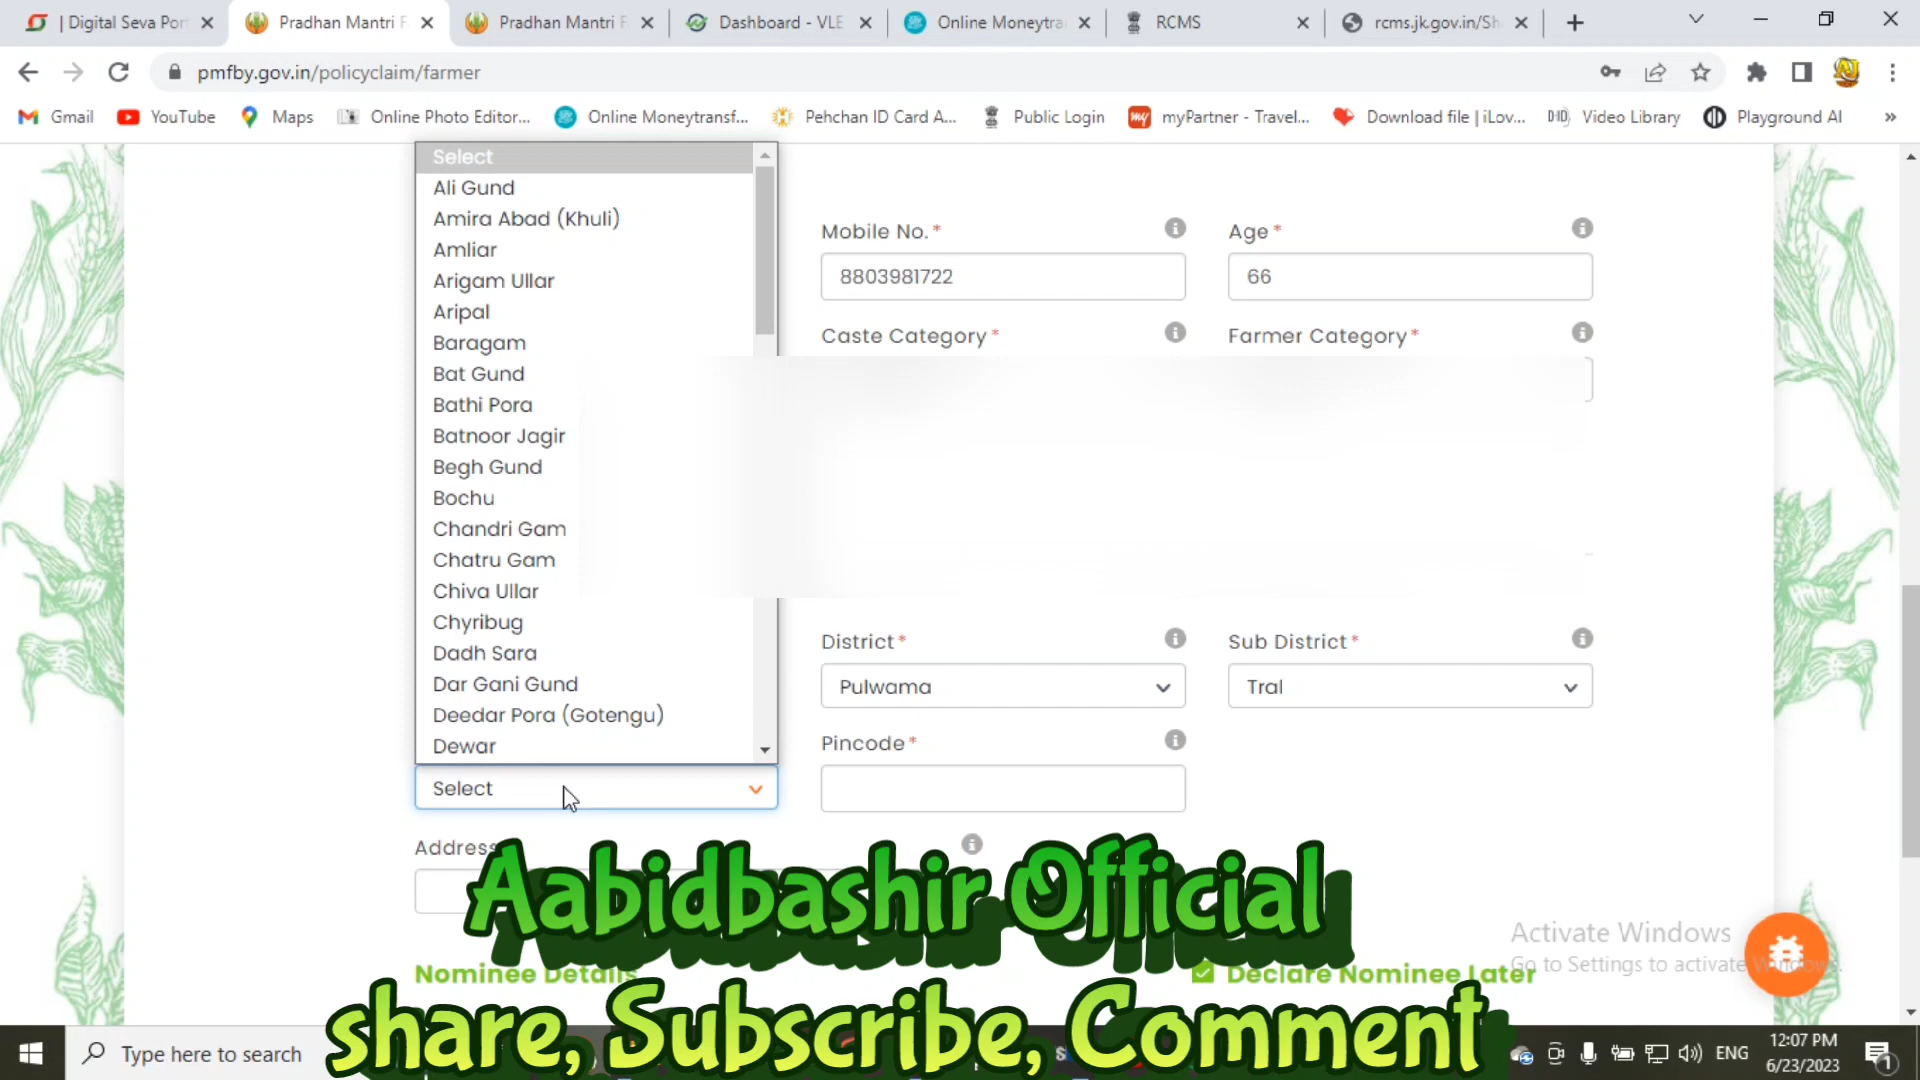 | Digital Seva Por
Pradhan Mantri F
Pradhan Mantri F
Dashboard - VLE
Online Moneytra
RCMS
rcms.jk.gov.in/Sh
pmfby.gov.in/policyclaim/farmer
Gmail
YouTube
Maps
Online Photo Editor...
Online Moneytransf...
Pehchan ID Card A...
Public Login
myPartner - Travel...
Download file | iLov...
Video Library
Playground AI
Select
Ali Gund
Amira Abad (Khuli)
Amliar
Arigam Ullar
Aripal
Baragam
Bat Gund
Bathi Pora
Batnoor Jagir
Begh Gund
Bochu
Chandri Gam
Chatru Gam
Chiva Ullar
Chyribug
Dadh Sara
Dar Gani Gund
Deedar Pora (Gotengu)
Dewar
Select
Mobile No. *
8803981722
Age *
66
Caste Category *
Farmer Category *
District *
Pulwama
Sub District *
Tral
Pincode *
Address
Aabidbashir Official
Nominee Details
Declare Nominee Later
Activate Windows
Go to Settings to activate Windows.
share, Subscribe, Comment
Type here to search
ENG
12:07 PM
6/23/2023
1